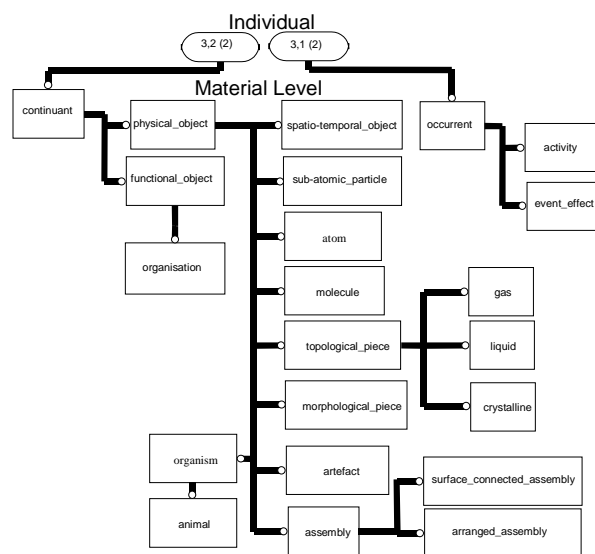 Individual
3,2 (2)
3,1 (2)
Material Level
continuant
physical_object
spatio-temporal_object
occurrent
activity
functional_object
sub-atomic_particle
event_effect
atom
organisation
molecule
gas
topological_piece
liquid
morphological_piece
crystalline
organism
artefact
surface_connected_assembly
animal
assembly
arranged_assembly